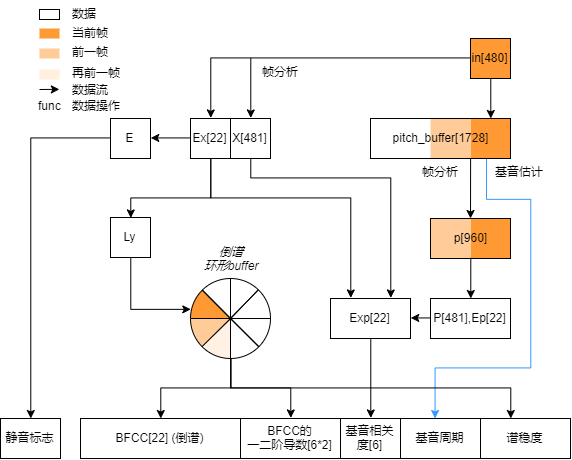 数据
当前帧
前一帧
再前一帧
数据流
func 数据操作
in[480]
帧分析
E
Ex[22]
X[481]
pitch_buffer[1728]
帧分析
基音估计
Ly
p[960]
倒谱
环形buffer
Exp[22]
P[481],Ep[22]
静音标志
BFCC[22] (倒谱)
BFCC的
一二阶导数[6*2]
基音相关
度[6]
基音周期
谱稳度